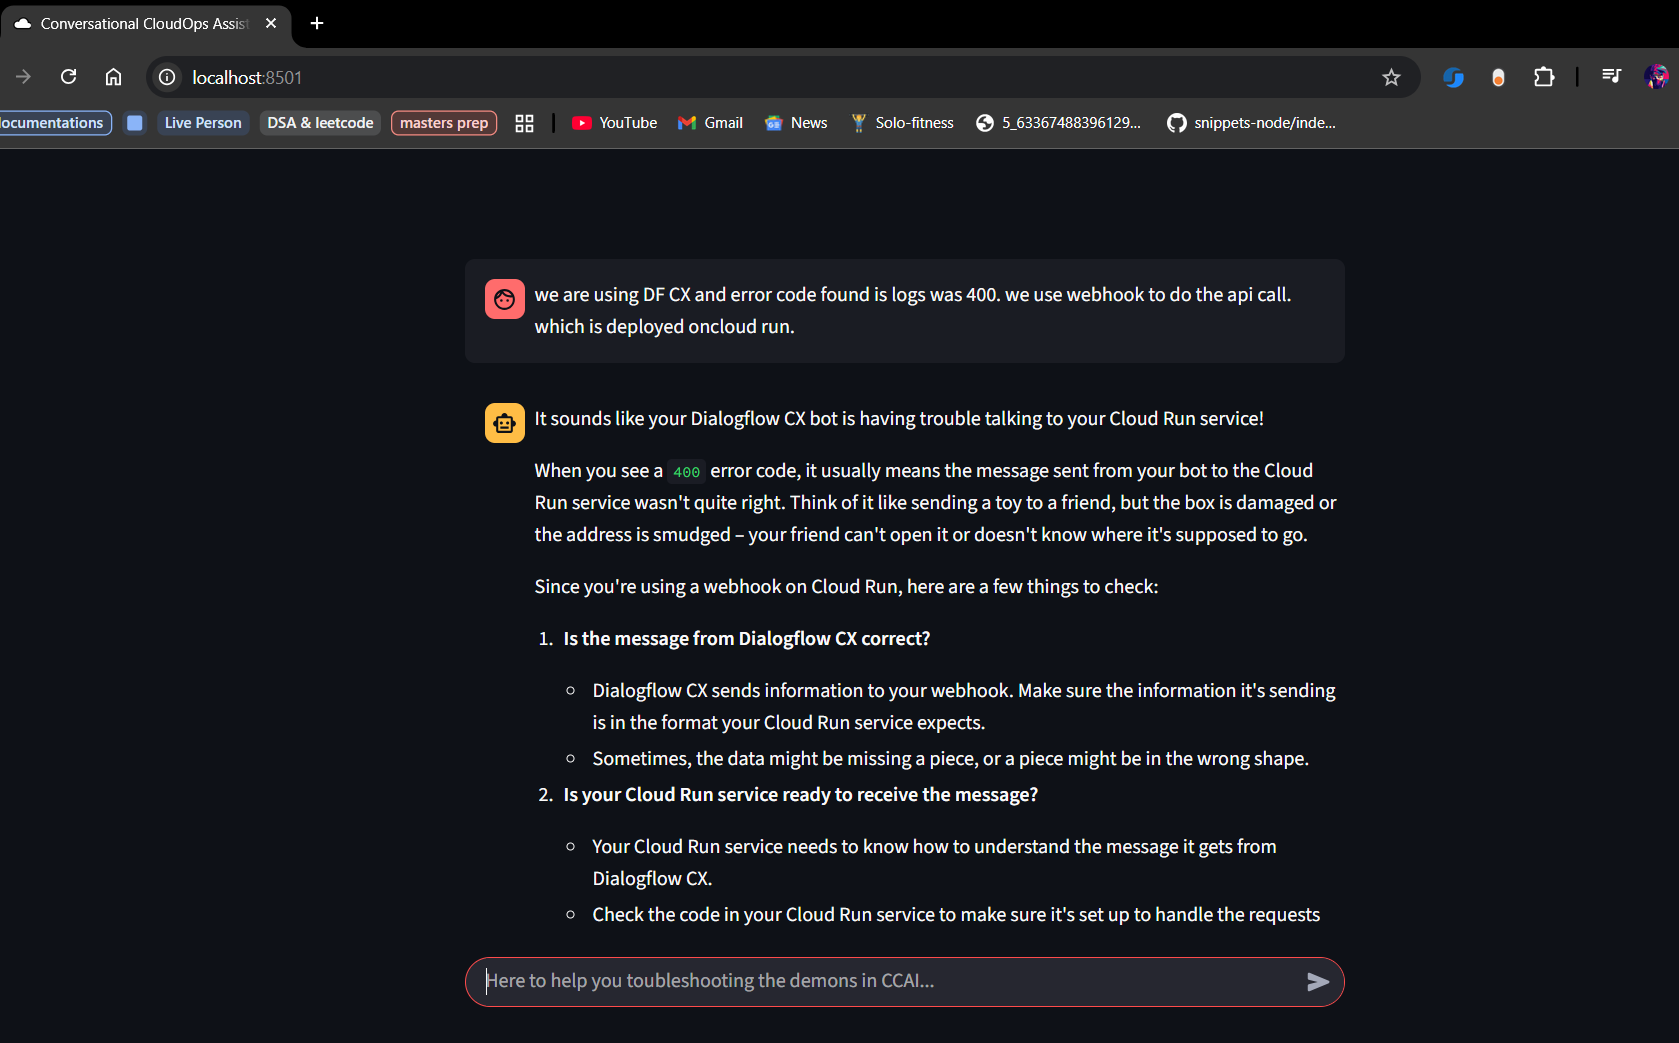 Conversational CloudOps Assist
localhost:8501
ocumentations Live Person DSA & leetcode masters prep YouTube Gmail News Solo-fitness 5_63367488396129... snippets-node/inde...
we are using DF CX and error code found is logs was 400. we use webhook to do the api call.
which is deployed oncloud run.
It sounds like your Dialogflow CX bot is having trouble talking to your Cloud Run service!
When you see a 400 error code, it usually means the message sent from your bot to the Cloud
Run service wasn't quite right. Think of it like sending a toy to a friend, but the box is damaged or
the address is smudged – your friend can't open it or doesn't know where it's supposed to go.
Since you're using a webhook on Cloud Run, here are a few things to check:
1. Is the message from Dialogflow CX correct?
○ Dialogflow CX sends information to your webhook. Make sure the information it's sending
is in the format your Cloud Run service expects.
○ Sometimes, the data might be missing a piece, or a piece might be in the wrong shape.
2. Is your Cloud Run service ready to receive the message?
○ Your Cloud Run service needs to know how to understand the message it gets from
Dialogflow CX.
○ Check the code in your Cloud Run service to make sure it's set up to handle the requests
Here to help you toubleshooting the demons in CCAI...